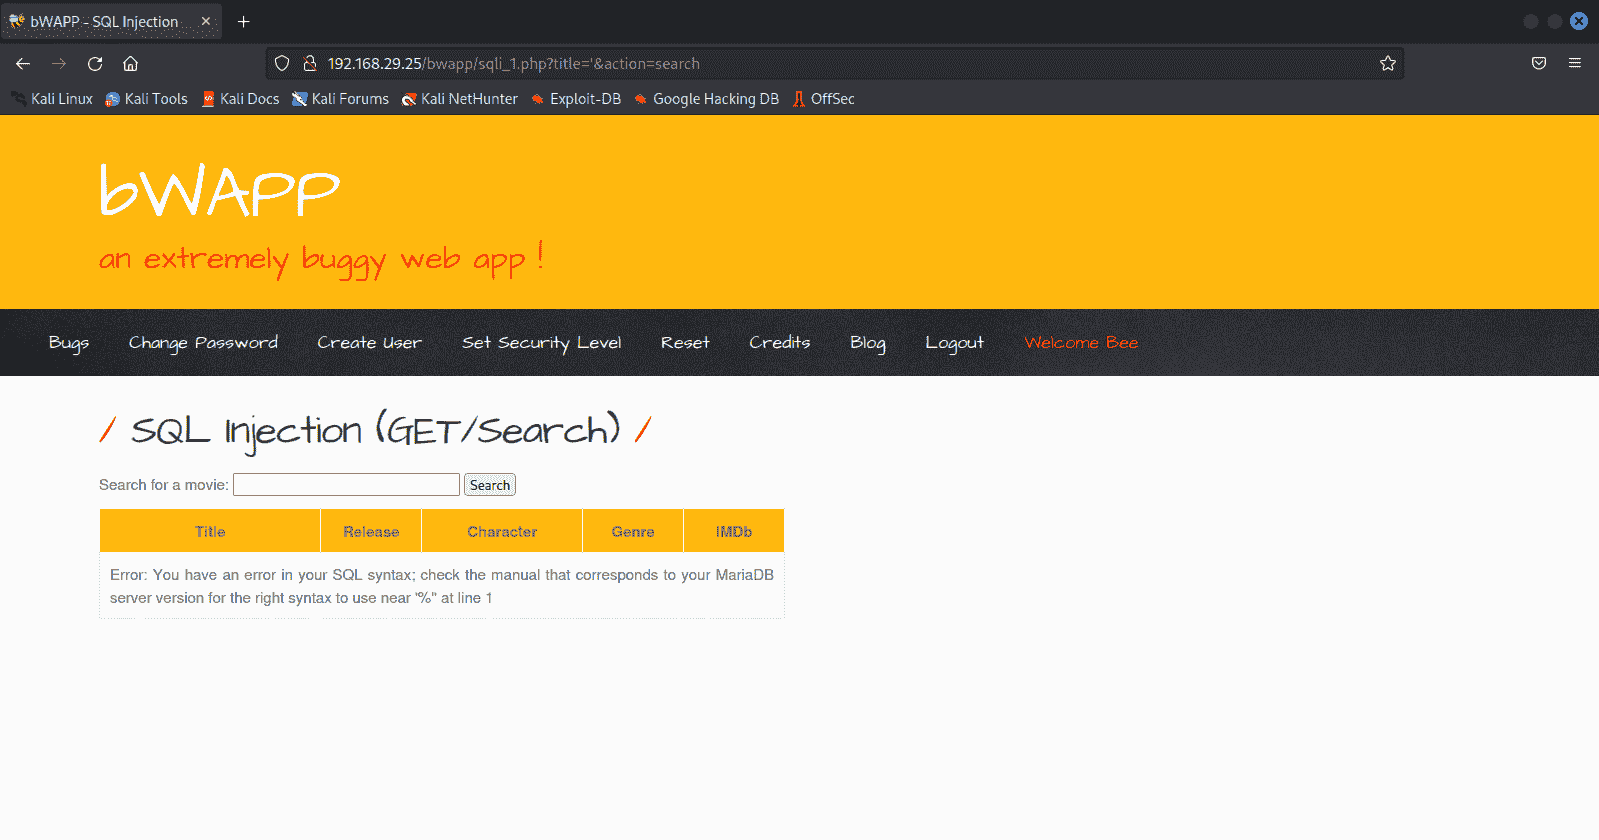 bWAPP - SQL Injection
192.168.29.25/bwapp/sqli_1.php?title='&action=search
Kali Linux Kali Tools Kali Docs Kali Forums Kali NetHunter Exploit-DB Google Hacking DB OffSec
bWAPP
an extremely buggy web app !
Bugs Change Password Create User Set Security Level Reset Credits Blog Logout Welcome Bee
/ SQL Injection (GET/Search) /
Search for a movie: Search
Title Release Character Genre IMDb
Error: You have an error in your SQL syntax; check the manual that corresponds to your MariaDB
server version for the right syntax to use near '%'' at line 1